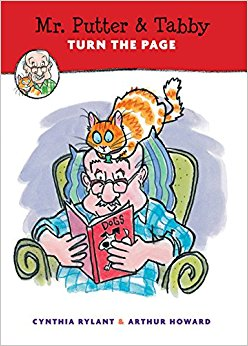 Mr. Putter & Tabby
TURN THE PAGE
DOGS
CYNTHIA RYLANT & ARTHUR HOWARD